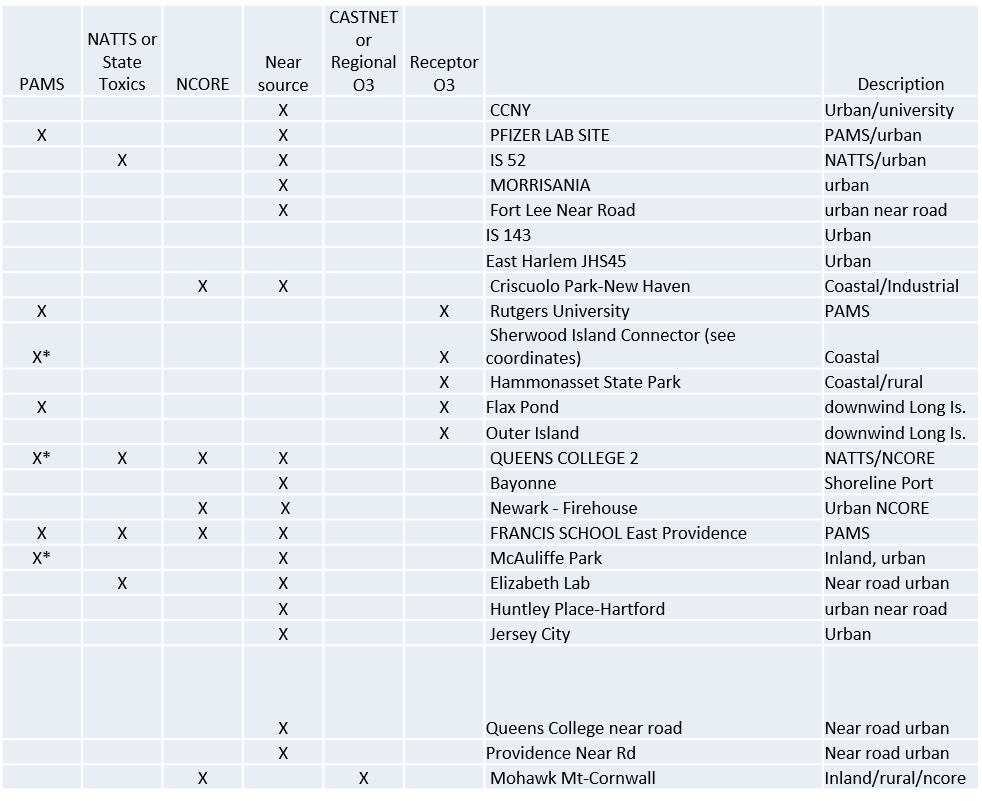 PAMS NATTS or State Toxics NCORE Near source CASTNET or Regional O3 Receptor O3 Description
X CCNY Urban/university
X X PFIZER LAB SITE PAMS/urban
X X IS 52 NATTS/urban
X MORRISANIA urban
X Fort Lee Near Road urban near road
IS 143 Urban
East Harlem JHS45 Urban
X X Criscuolo Park-New Haven Coastal/Industrial
X X Rutgers University PAMS
X* X Sherwood Island Connector (see coordinates) Coastal
X Hammonasset State Park Coastal/rural
X X Flax Pond downwind Long Is.
X Outer Island downwind Long Is.
X* X X X QUEENS COLLEGE 2 NATTS/NCORE
X Bayonne Shoreline Port
X X Newark - Firehouse Urban NCORE
X X X X FRANCIS SCHOOL East Providence PAMS
X* X McAuliffe Park Inland, urban
X X Elizabeth Lab Near road urban
X Huntley Place-Hartford urban near road
X Jersey City Urban
X Queens College near road Near road urban
X Providence Near Rd Near road urban
X X Mohawk Mt-Cornwall Inland/rural/ncore